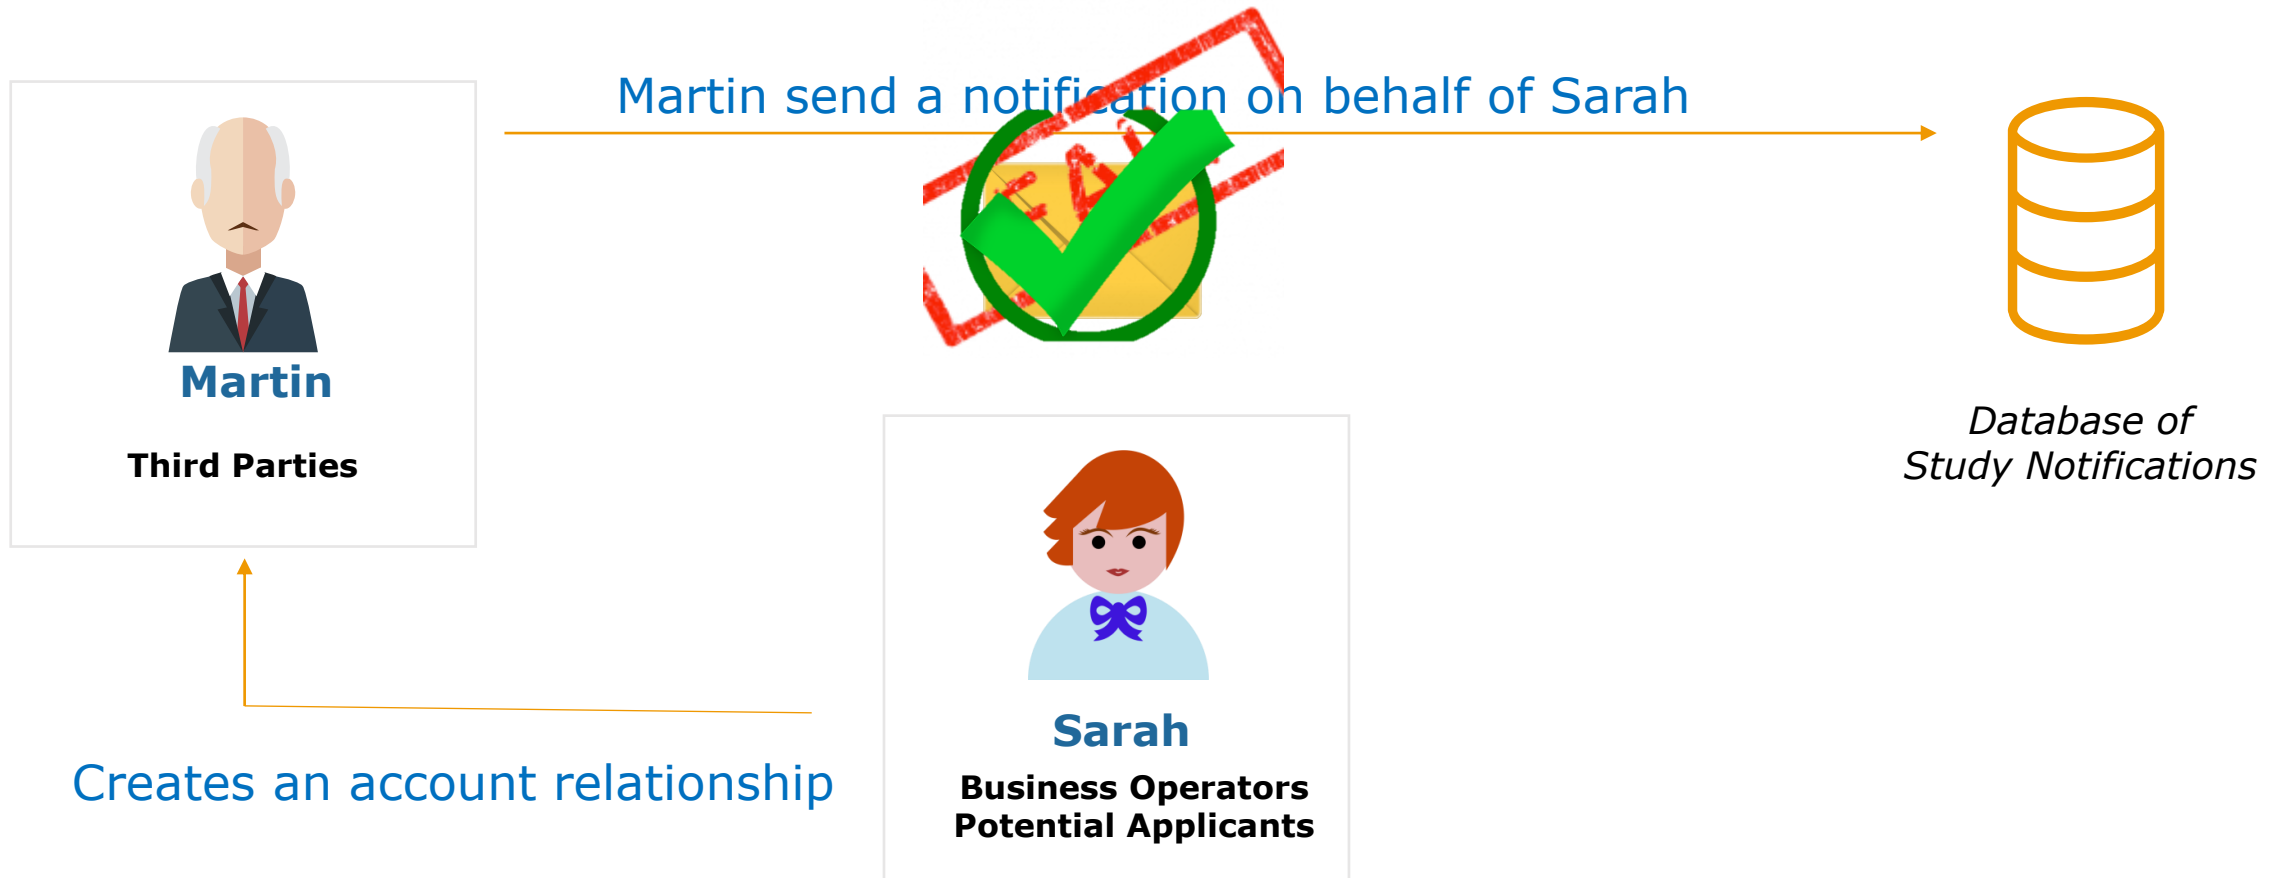 Martin send a notification on behalf of Sarah
Martin
Third Parties
Database of
Study Notifications
Sarah
Business Operators
Potential Applicants
Creates an account relationship